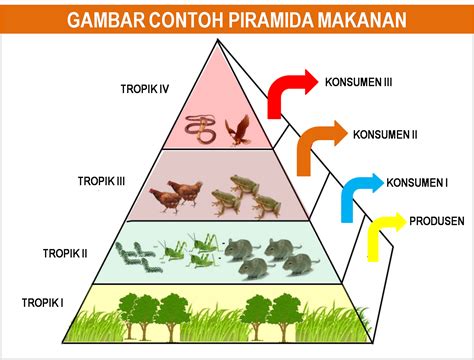 GAMBAR CONTOH PIRAMIDA MAKANAN
TROPIK IV
KONSUMEN III
KONSUMEN II
TROPIK III
KONSUMEN I
PRODUSEN
TROPIK II
TROPIK I